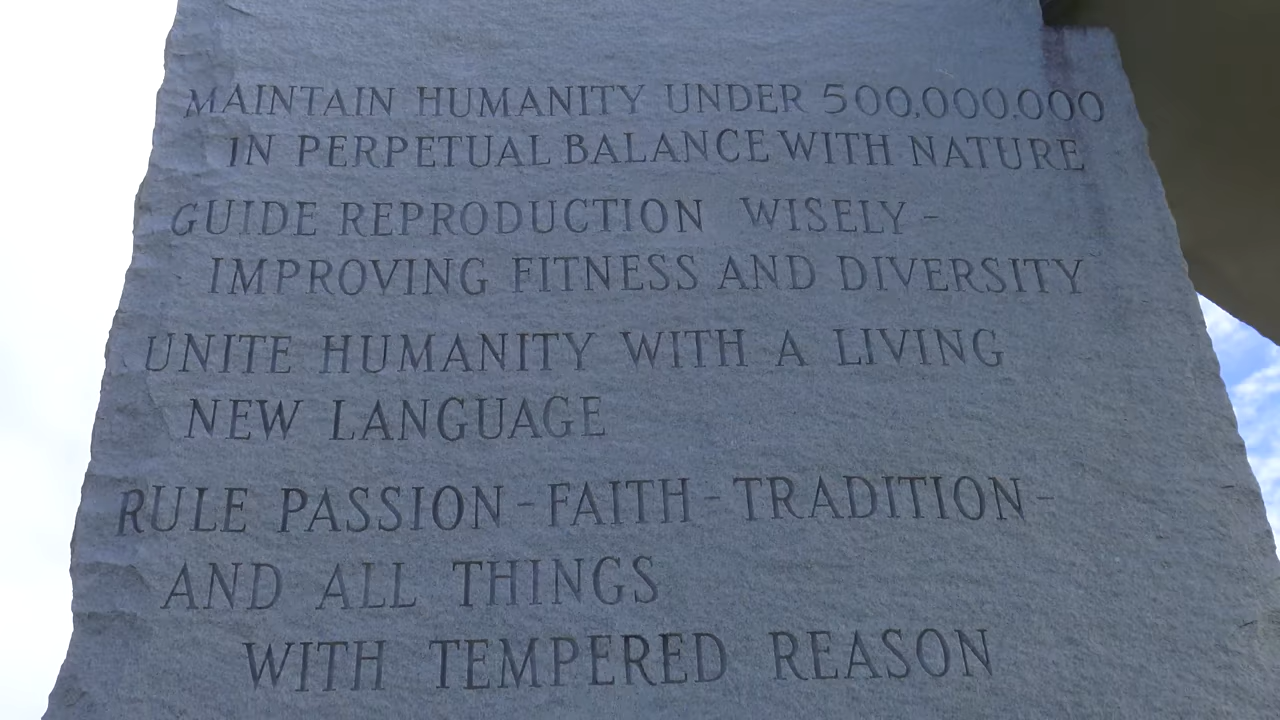 MAINTAIN HUMANITY UNDER 500,000,000
IN PERPETUAL BALANCE WITH NATURE
GUIDE REPRODUCTION WISELY -
IMPROVING FITNESS AND DIVERSITY
UNITE HUMANITY WITH A LIVING
NEW LANGUAGE
RULE PASSION - FAITH - TRADITION -
AND ALL THINGS
WITH TEMPERED REASON